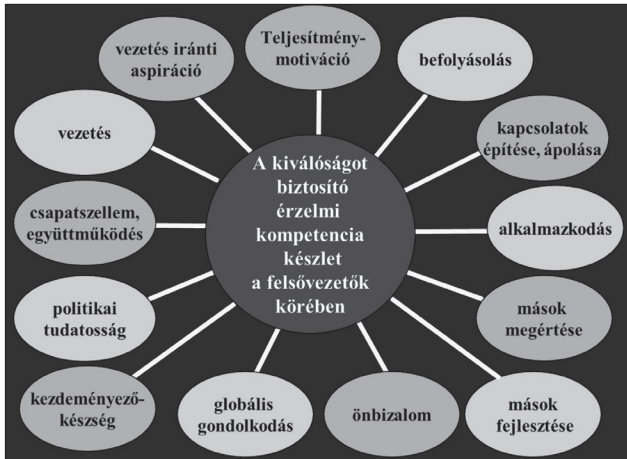 A kiválóságot
biztosító
érzelmi
kompetencia
készlet
a felsővezetők
körében
Teljesítmény-
motiváció
befolyásolás
kapcsolatok
építése, ápolása
alkalmazkodás
mások
megértése
mások
fejlesztése
önbizalom
globális
gondolkodás
kezdeményező-
készség
politikai
tudatosság
csapatszellem,
együttműködés
vezetés
vezetés iránti
aspiráció